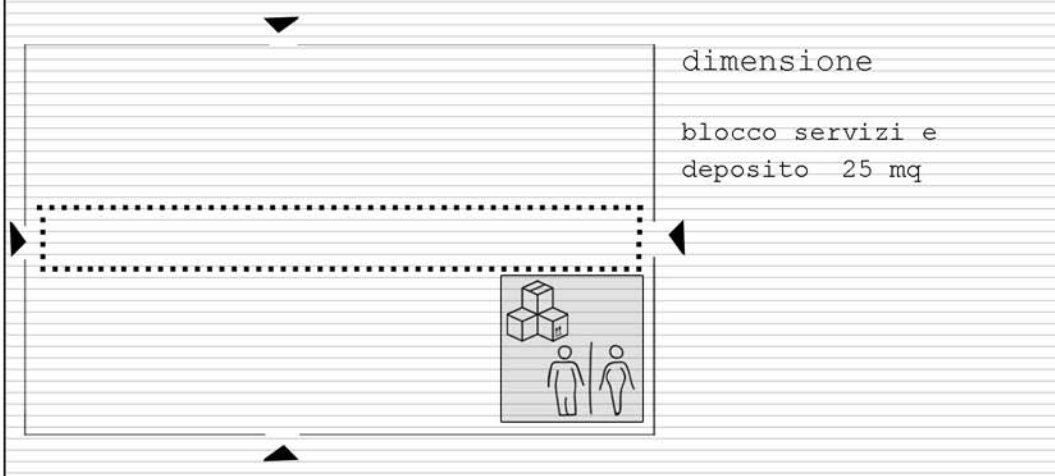 dimensione
blocco servizi e
deposito 25 mq